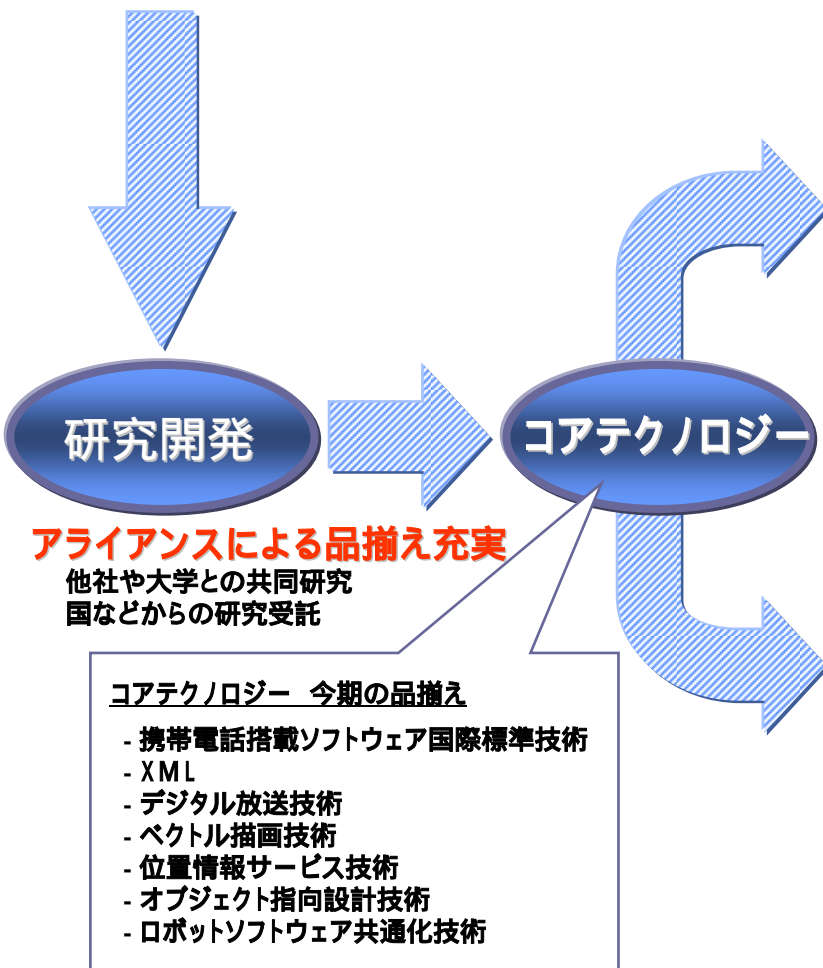 研究開発
コアテクノロジー
アライアンスによる品揃え充実
他社や大学との共同研究
国などからの研究受託
コアテクノロジー　今期の品揃え
- 携帯電話搭載ソフトウェア国際標準技術
- XML
- デジタル放送技術
- ベクトル描画技術
- 位置情報サービス技術
- オブジェクト指向設計技術
- ロボットソフトウェア共通化技術